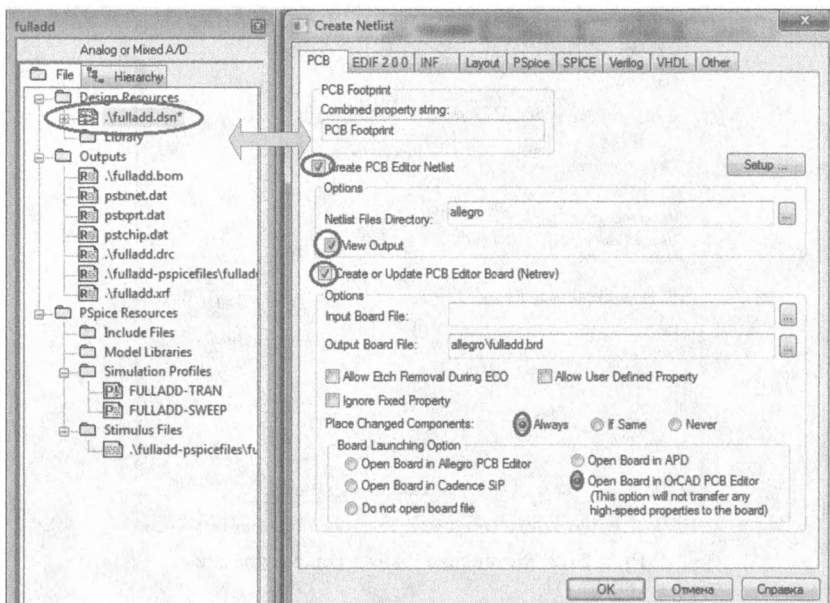 fulladd
Analog or Mixed A/D
File
Hierarchy
Design Resources
.\fulladd.dsn*
Library
Outputs
.\fulladd.bom
pstxnet.dat
pstxprt.dat
pstchip.dat
.\fulladd.drc
.\fulladd-pspicefiles\fullad
.\fulladd.xrf
PSpice Resources
Include Files
Model Libraries
Simulation Profiles
FULLADD-TRAN
FULLADD-SWEEP
Stimulus Files
.\fulladd-pspicefiles\fu
Create Netlist
PCB
EDIF 2 0 0
INF
Layout
PSpice
SPICE
Verilog
VHDL
Other
PCB Footprint
Combined property string:
PCB Footprint
Create PCB Editor Netlist
Setup ...
Options
Netlist Files Directory:
allegro
...
View Output
Create or Update PCB Editor Board (Netrev)
Options
Input Board File:
...
Output Board File:
allegro\fulladd.brd
...
Allow Etch Removal During ECO
Allow User Defined Property
Ignore Fixed Property
Place Changed Components:
Always
If Same
Never
Board Launching Option
Open Board in Allegro PCB Editor
Open Board in APD
Open Board in Cadence SiP
Open Board in OrCAD PCB Editor
(This option will not transfer any
high-speed properties to the board)
Do not open board file
OK
Отмена
Справка